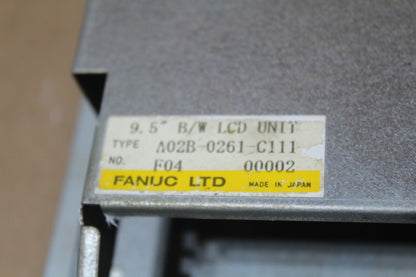 9.5" B/W LCD UNIT
TYPE A02B-0261-C111
NO. F04 00002
FANUC LTD MADE IN JAPAN